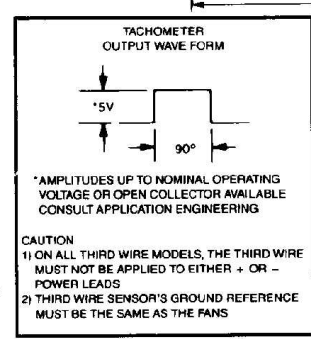 TACHOMETER
OUTPUT WAVE FORM
*5V
90°
*AMPLITUDES UP TO NOMINAL OPERATING
VOLTAGE OR OPEN COLLECTOR AVAILABLE
CONSULT APPLICATION ENGINEERING
CAUTION
1) ON ALL THIRD WIRE MODELS, THE THIRD WIRE
MUST NOT BE APPLIED TO EITHER + OR –
POWER LEADS
2) THIRD WIRE SENSOR'S GROUND REFERENCE
MUST BE THE SAME AS THE FANS